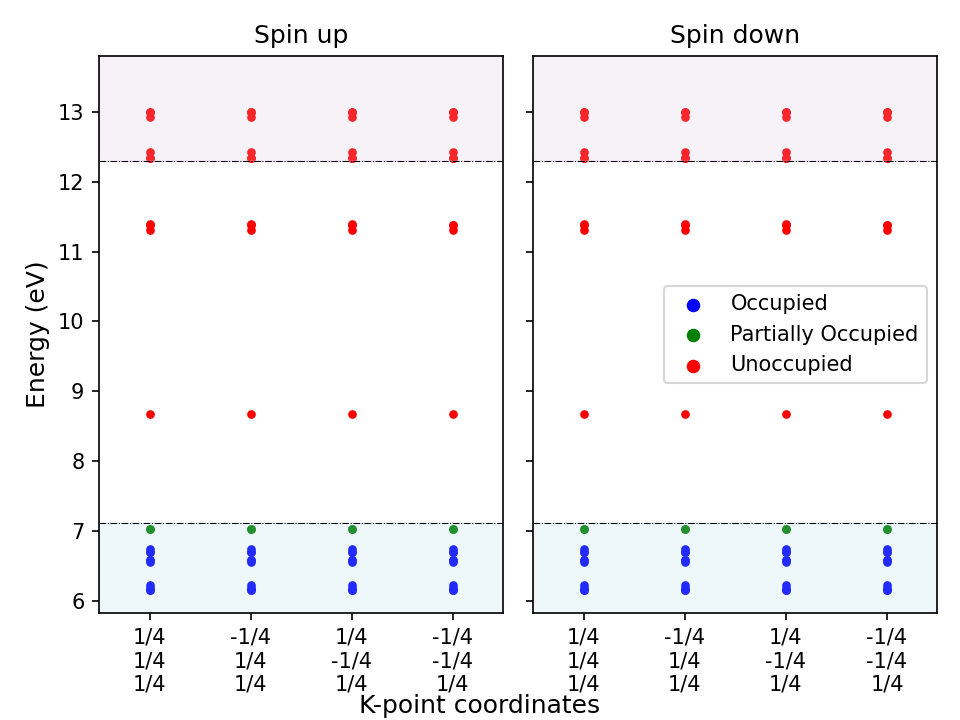 Spin up
Spin down
Energy (eV)
13
12
11
10
9
8
7
6
Occupied
Partially Occupied
Unoccupied
1/4 -1/4 1/4 -1/4 1/4 -1/4 1/4 -1/4
1/4 1/4 -1/4 -1/4 1/4 1/4 -1/4 -1/4
1/4 1/4 1/4 1/4 1/4 1/4 1/4 1/4
K-point coordinates